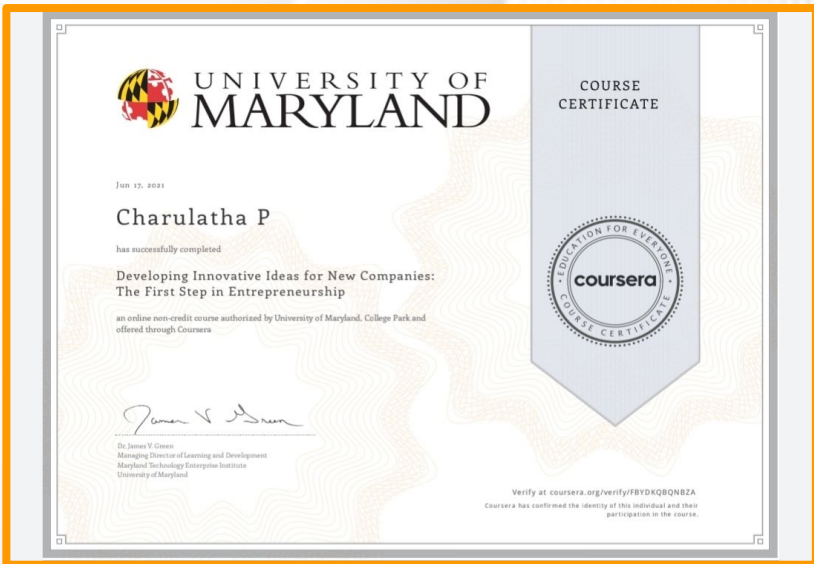 UNIVERSITY OF
MARYLAND
COURSE
CERTIFICATE
Jun 17, 2021
Charulatha P
has successfully completed
Developing Innovative Ideas for New Companies:
The First Step in Entrepreneurship
an online non-credit course authorized by University of Maryland, College Park and
offered through Coursera
EDUCATION FOR EVERYONE
coursera
COURSE CERTIFICATE
James V Green
Dr. James V. Green
Managing Director of Learning and Development
Maryland Technology Enterprise Institute
University of Maryland
Verify at coursera.org/verify/FBYDKQBQNBZA
Coursera has confirmed the identity of this individual and their
participation in the course.